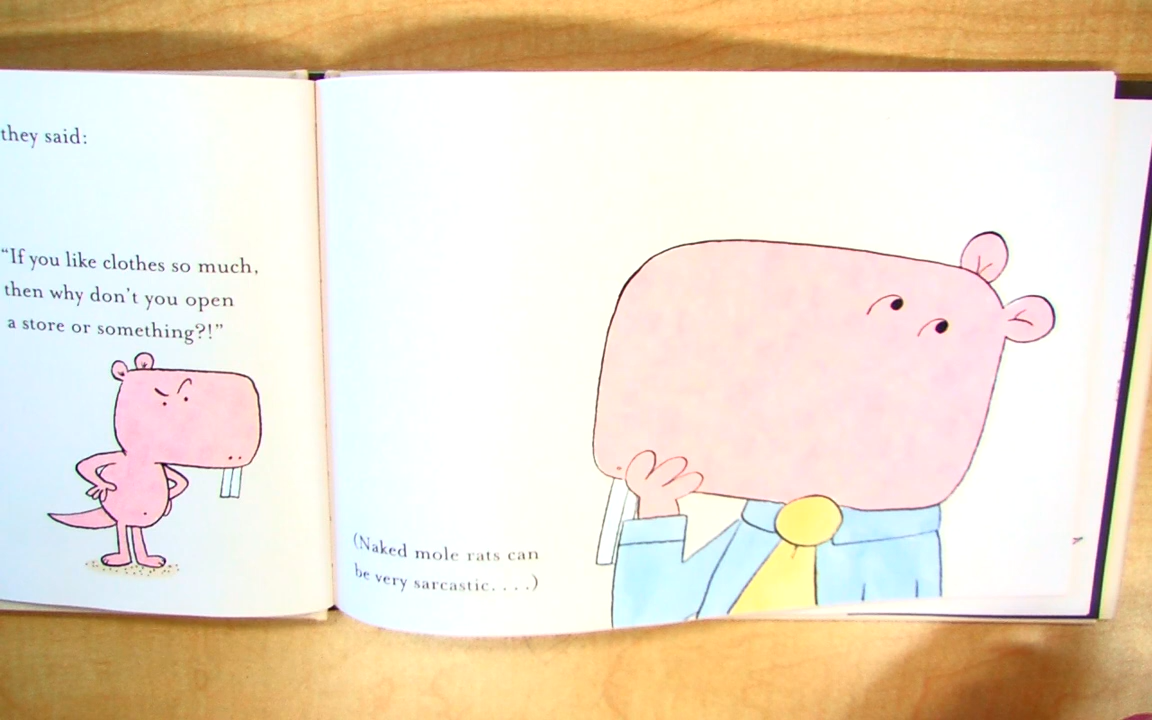 they said:
“If you like clothes so much,
then why don’t you open
a store or something?!”
(Naked mole rats can
be very sarcastic. . . .)